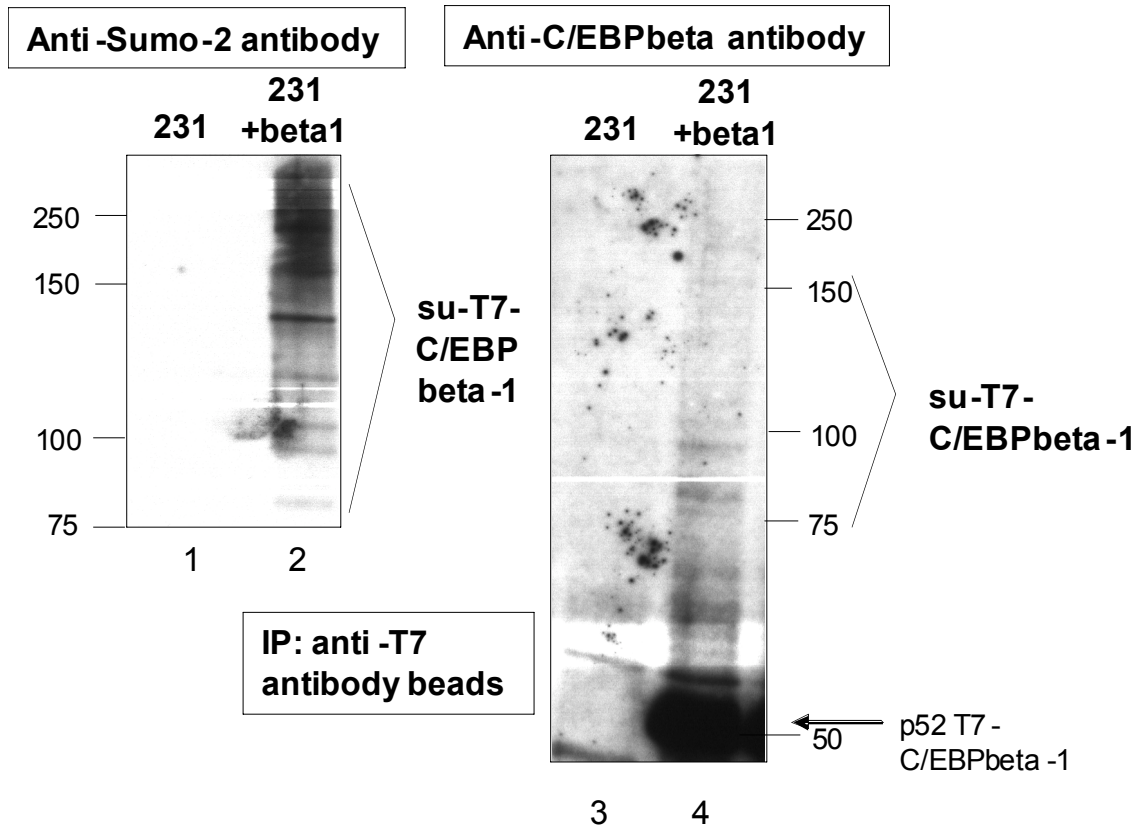 Anti-Sumo-2 antibody
231
231
+beta1
250
150
100
75
su-T7-
C/EBP
beta-1
1
2
Anti-C/EBPbeta antibody
231
231
+beta1
250
150
100
75
50
su-T7-
C/EBPbeta-1
p52 T7-
C/EBPbeta-1
IP: anti-T7
antibody beads
3
4